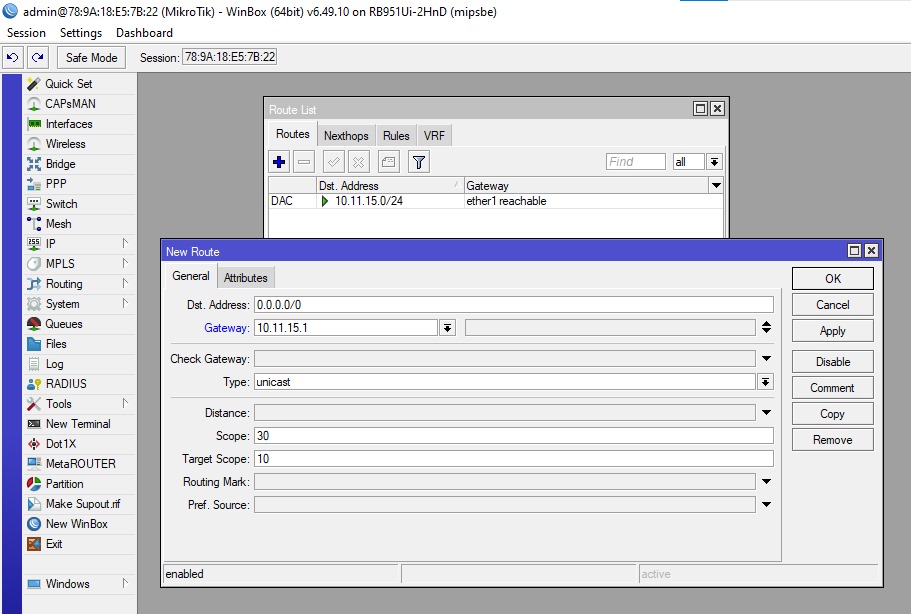 admin@78:9A:18:E5:7B:22 (MikroTik) - WinBox (64bit) v6.49.10 on RB951Ui-2HnD (mipsbe)
Session Settings Dashboard
Safe Mode Session: 78:9A:18:E5:7B:22
Quick Set
CAPsMAN
Interfaces
Wireless
Bridge
PPP
Switch
Mesh
255
IP
MPLS
Routing
System
Queues
Files
Log
RADIUS
Tools
New Terminal
Dot1X
MetaROUTER
Partition
Make Supout.rif
New WinBox
Exit
Windows
Route List
Routes Nexthops Rules VRF
Find all
Dst. Address Gateway
DAC 10.11.15.0/24 ether1 reachable
New Route
General Attributes
Dst. Address: 0.0.0.0/0
Gateway: 10.11.15.1
Check Gateway:
Type: unicast
Distance:
Scope: 30
Target Scope: 10
Routing Mark:
Pref. Source:
OK
Cancel
Apply
Disable
Comment
Copy
Remove
enabled active